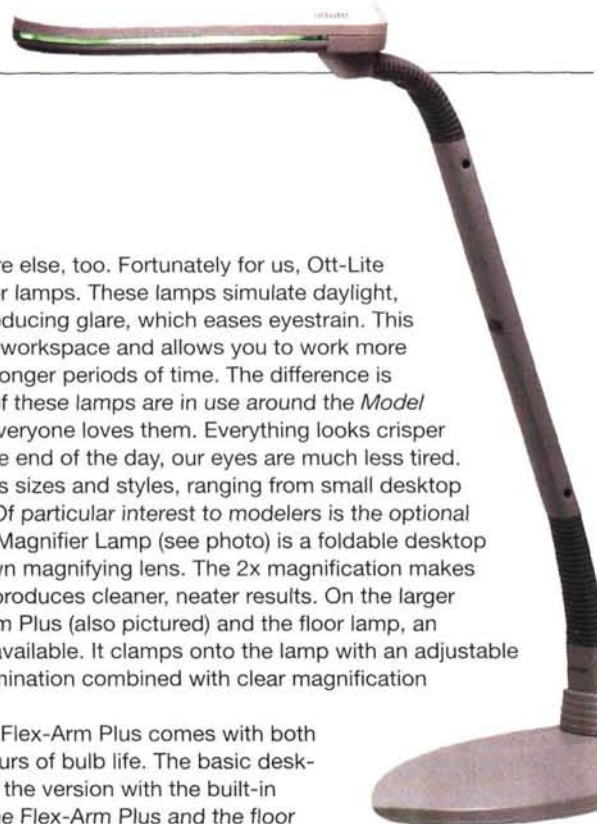 re else, too. Fortunately for us, Ott-Lite
r lamps. These lamps simulate daylight,
educing glare, which eases eyestrain. This
workspace and allows you to work more
onger periods of time. The difference is
f these lamps are in use around the Model
veryone loves them. Everything looks crisper
e end of the day, our eyes are much less tired.
s sizes and styles, ranging from small desktop
Of particular interest to modelers is the optional
Magnifier Lamp (see photo) is a foldable desktop
wn magnifying lens. The 2x magnification makes
produces cleaner, neater results. On the larger
m Plus (also pictured) and the floor lamp, an
available. It clamps onto the lamp with an adjustable
mination combined with clear magnification
Flex-Arm Plus comes with both
urs of bulb life. The basic desk-
the version with the built-in
e Flex-Arm Plus and the floor